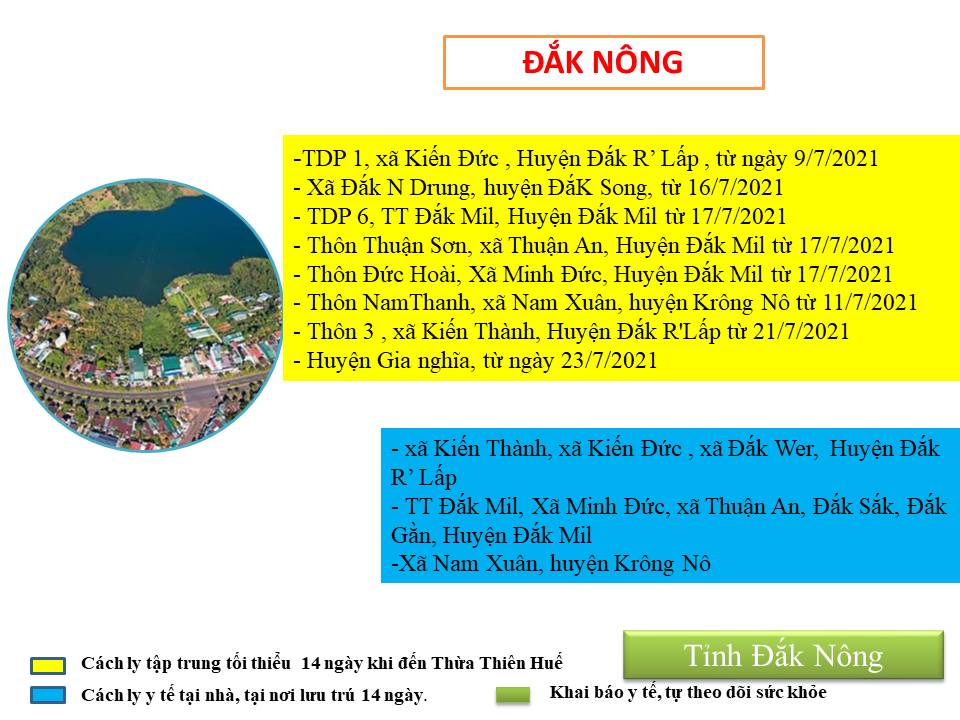 ĐẮK NÔNG
-TDP 1, xã Kiến Đức , Huyện Đắk R’ Lấp , từ ngày 9/7/2021
- Xã Đắk N Drung, huyện ĐắK Song, từ 16/7/2021
- TDP 6, TT Đắk Mil, Huyện Đắk Mil từ 17/7/2021
- Thôn Thuận Sơn, xã Thuận An, Huyện Đắk Mil từ 17/7/2021
- Thôn Đức Hoài, Xã Minh Đức, Huyện Đắk Mil từ 17/7/2021
- Thôn NamThanh, xã Nam Xuân, huyện Krông Nô từ 11/7/2021
- Thôn 3 , xã Kiến Thành, Huyện Đắk R'Lấp từ 21/7/2021
- Huyện Gia nghĩa, từ ngày 23/7/2021
- xã Kiến Thành, xã Kiến Đức , xã Đắk Wer, Huyện Đắk
R’ Lấp
- TT Đắk Mil, Xã Minh Đức, xã Thuận An, Đắk Sắk, Đắk
Gằn, Huyện Đắk Mil
-Xã Nam Xuân, huyện Krông Nô
Tỉnh Đắk Nông
Cách ly tập trung tối thiểu 14 ngày khi đến Thừa Thiên Huế
Cách ly y tế tại nhà, tại nơi lưu trú 14 ngày.
Khai báo y tế, tự theo dõi sức khỏe